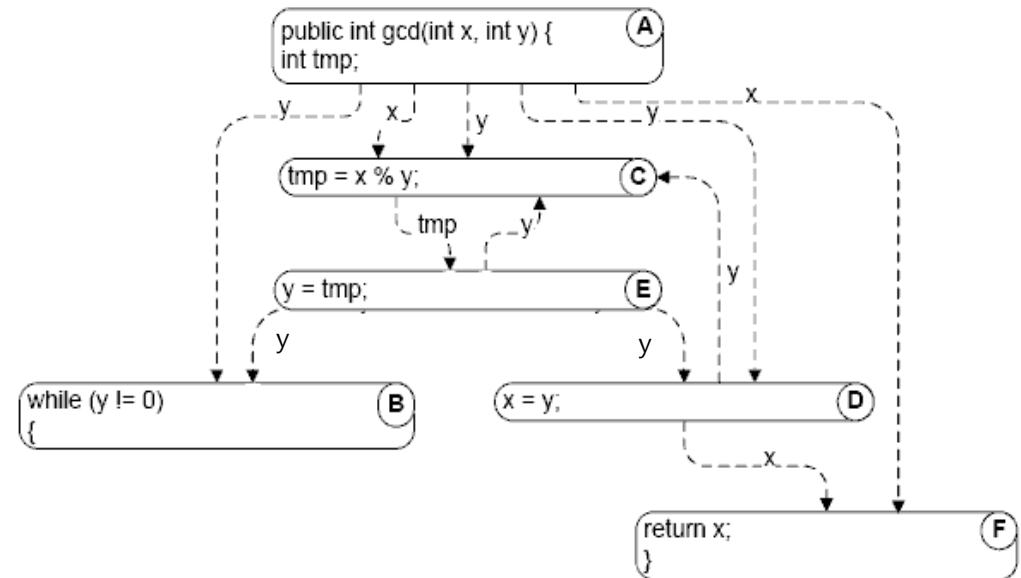 public int gcd(int x, int y) {
int tmp;
A
y
x
y
y
x
tmp = x % y;
C
tmp
y
y
y = tmp;
E
y
y
while (y != 0)
{
B
x = y;
D
x
return x;
}
F